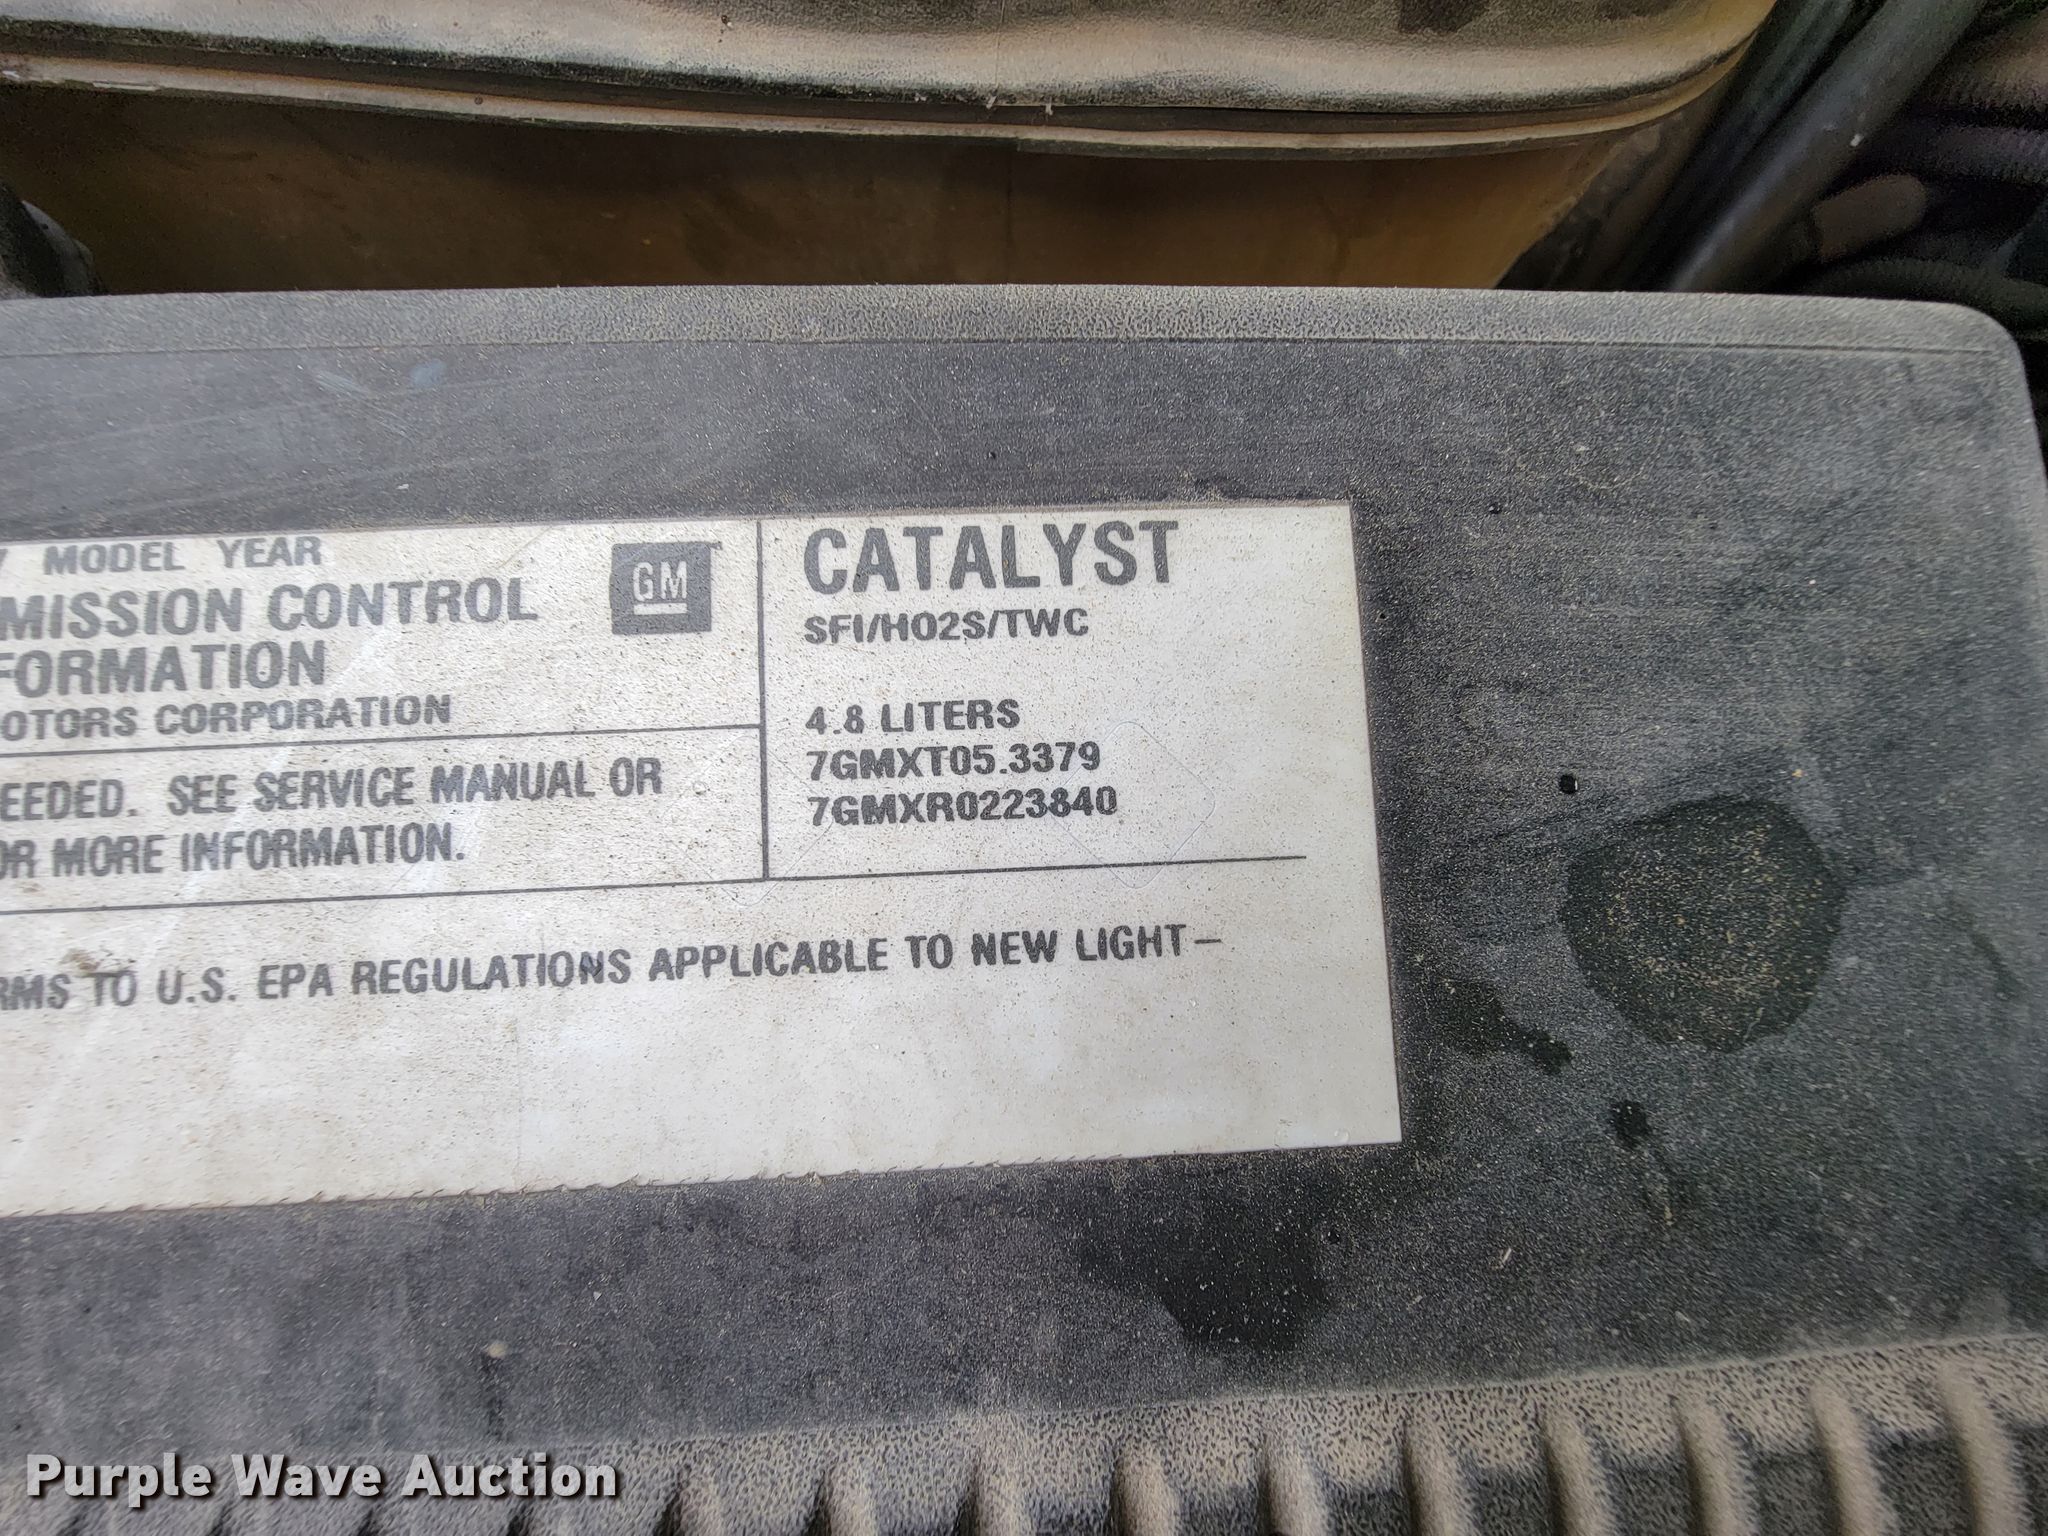 MODEL YEAR
MISSION CONTROL
FORMATION
OTORS CORPORATION
GM
EEDED. SEE SERVICE MANUAL OR
OR MORE INFORMATION.
CATALYST
SFI/HO2S/TWC
4.8 LITERS
7GMXT05.3379
7GMXR0223840
RMS TO U.S. EPA REGULATIONS APPLICABLE TO NEW LIGHT-
Purple Wave Auction